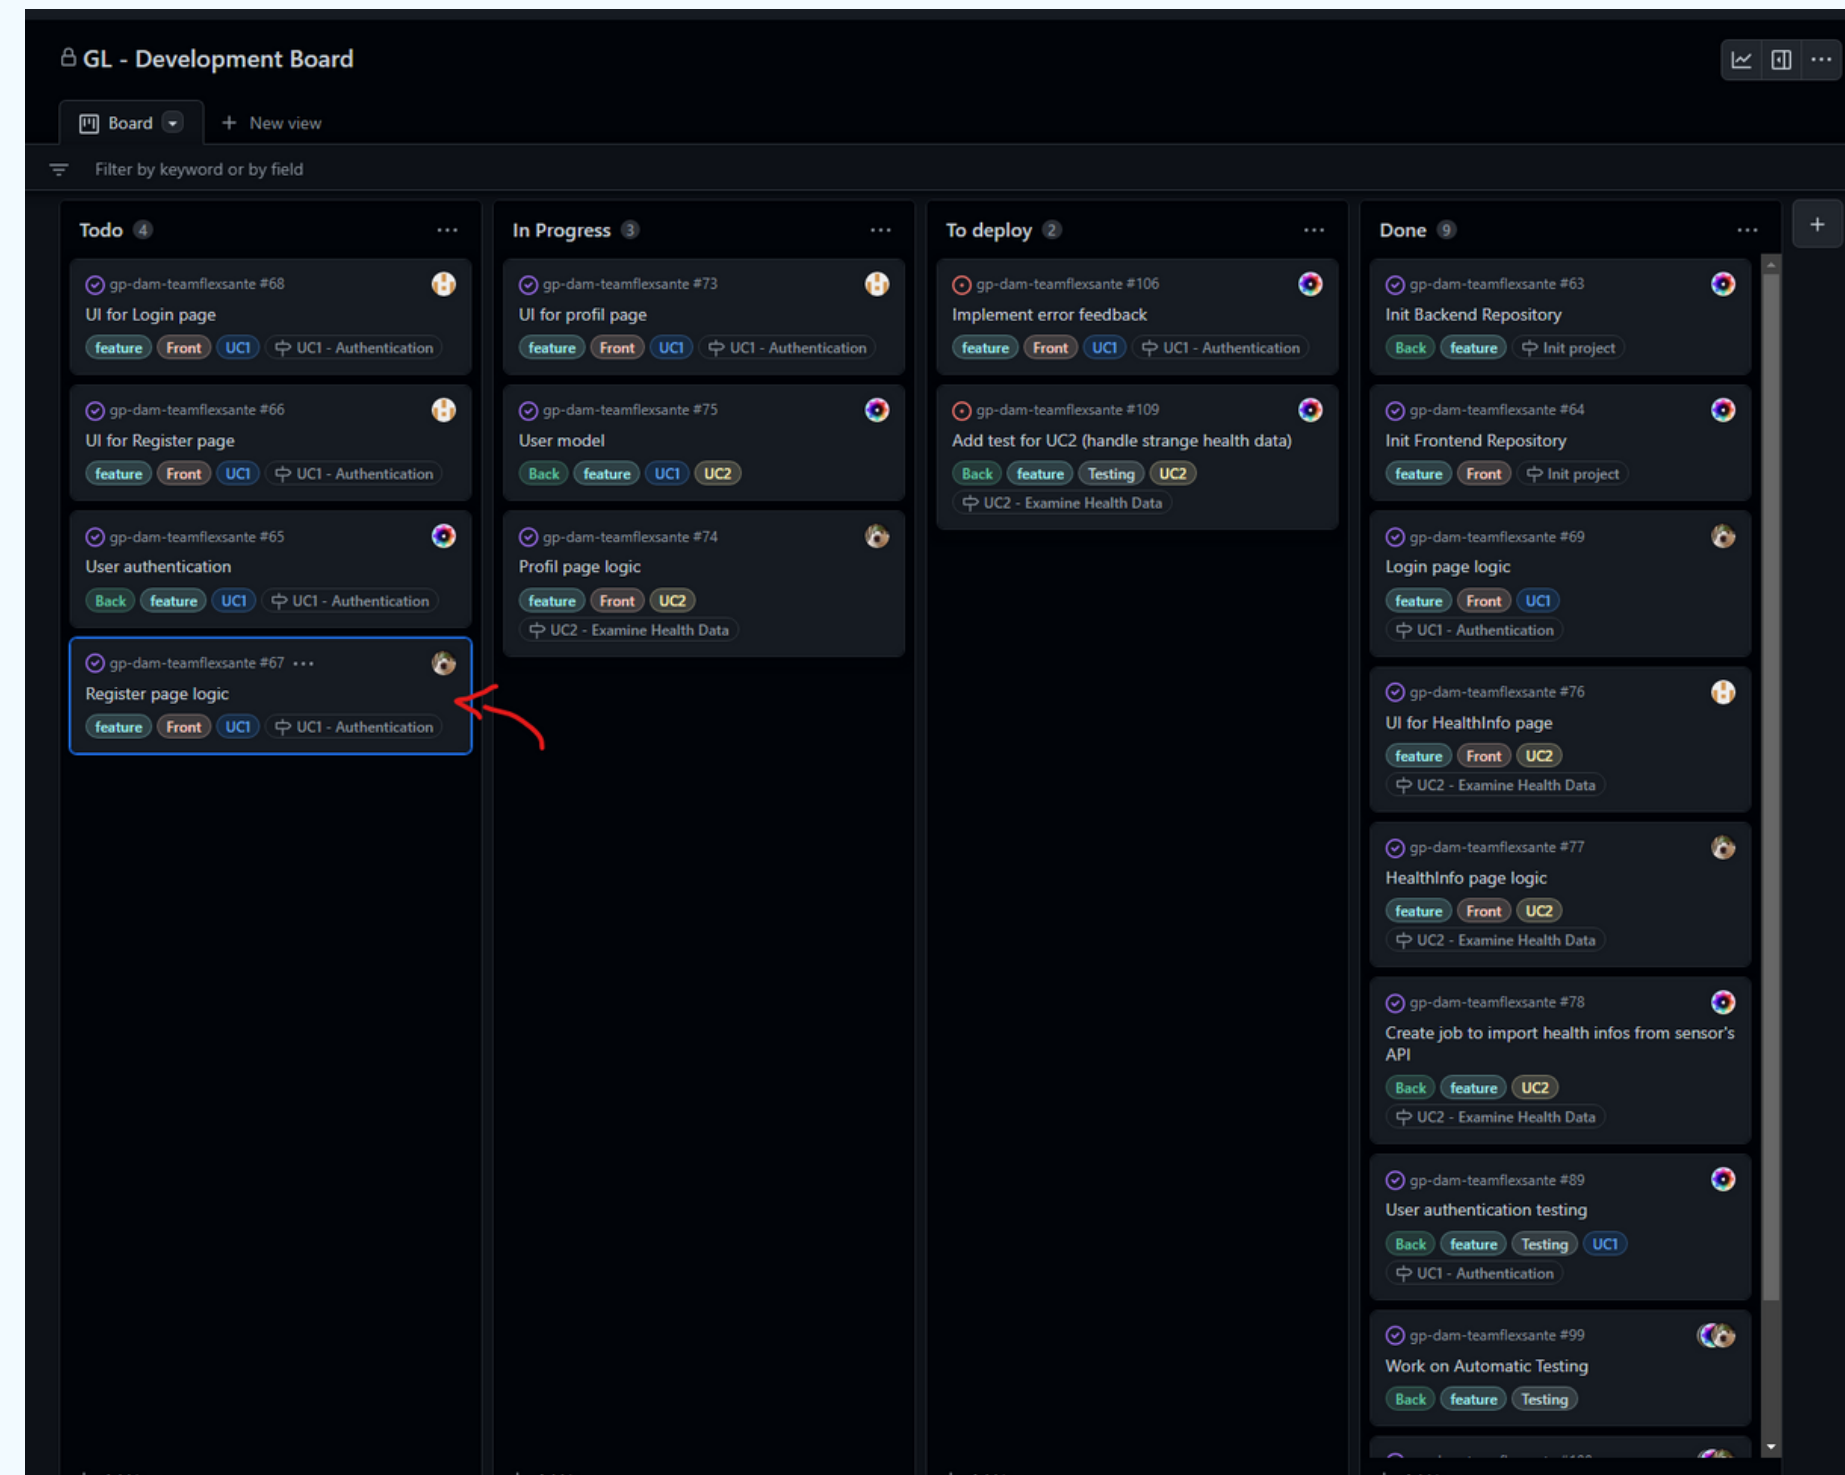 GL - Development Board
Board
New view
Filter by keyword or by field
Todo 4
gp-dam-teamflexsante #68
UI for Login page
feature Front UC1 UC1 - Authentication
gp-dam-teamflexsante #66
UI for Register page
feature Front UC1 UC1 - Authentication
gp-dam-teamflexsante #65
User authentication
Back feature UC1 UC1 - Authentication
gp-dam-teamflexsante #67
Register page logic
feature Front UC1 UC1 - Authentication
In Progress 3
gp-dam-teamflexsante #73
UI for profil page
feature Front UC1 UC1 - Authentication
gp-dam-teamflexsante #75
User model
Back feature UC1 UC2
gp-dam-teamflexsante #74
Profil page logic
feature Front UC2
UC2 - Examine Health Data
To deploy 2
gp-dam-teamflexsante #106
Implement error feedback
feature Front UC1 UC1 - Authentication
gp-dam-teamflexsante #109
Add test for UC2 (handle strange health data)
Back feature Testing UC2
UC2 - Examine Health Data
Done 9
gp-dam-teamflexsante #63
Init Backend Repository
Back feature Init project
gp-dam-teamflexsante #64
Init Frontend Repository
feature Front Init project
gp-dam-teamflexsante #69
Login page logic
feature Front UC1
UC1 - Authentication
gp-dam-teamflexsante #76
UI for HealthInfo page
feature Front UC2
UC2 - Examine Health Data
gp-dam-teamflexsante #77
HealthInfo page logic
feature Front UC2
UC2 - Examine Health Data
gp-dam-teamflexsante #78
Create job to import health infos from sensor's
API
Back feature UC2
UC2 - Examine Health Data
gp-dam-teamflexsante #89
User authentication testing
Back feature Testing UC1
UC1 - Authentication
gp-dam-teamflexsante #99
Work on Automatic Testing
Back feature Testing